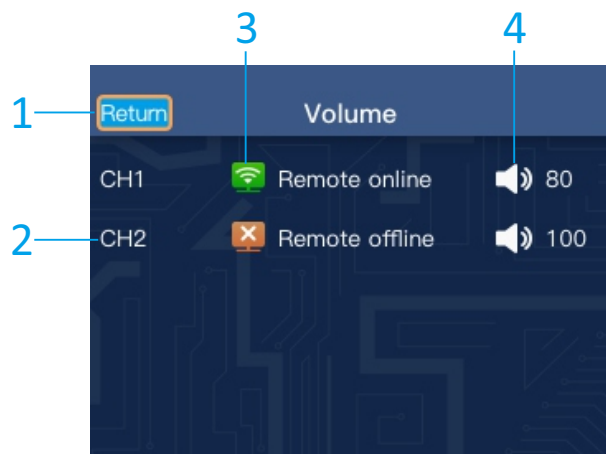 3 4
1 Return Volume
CH1 Remote online 80
2 CH2 Remote offline 100